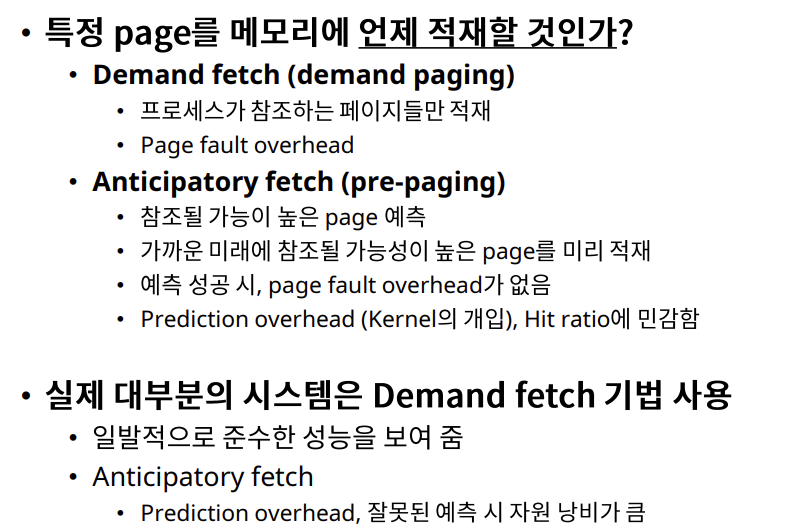 • 특정 page를 메모리에 언제 적재할 것인가?
• Demand fetch (demand paging)
• 프로세스가 참조하는 페이지들만 적재
• Page fault overhead
• Anticipatory fetch (pre-paging)
• 참조될 가능이 높은 page 예측
• 가까운 미래에 참조될 가능성이 높은 page를 미리 적재
• 예측 성공 시, page fault overhead가 없음
• Prediction overhead (Kernel의 개입), Hit ratio에 민감함
• 실제 대부분의 시스템은 Demand fetch 기법 사용
• 일발적으로 준수한 성능을 보여 줌
• Anticipatory fetch
• Prediction overhead, 잘못된 예측 시 자원 낭비가 큼